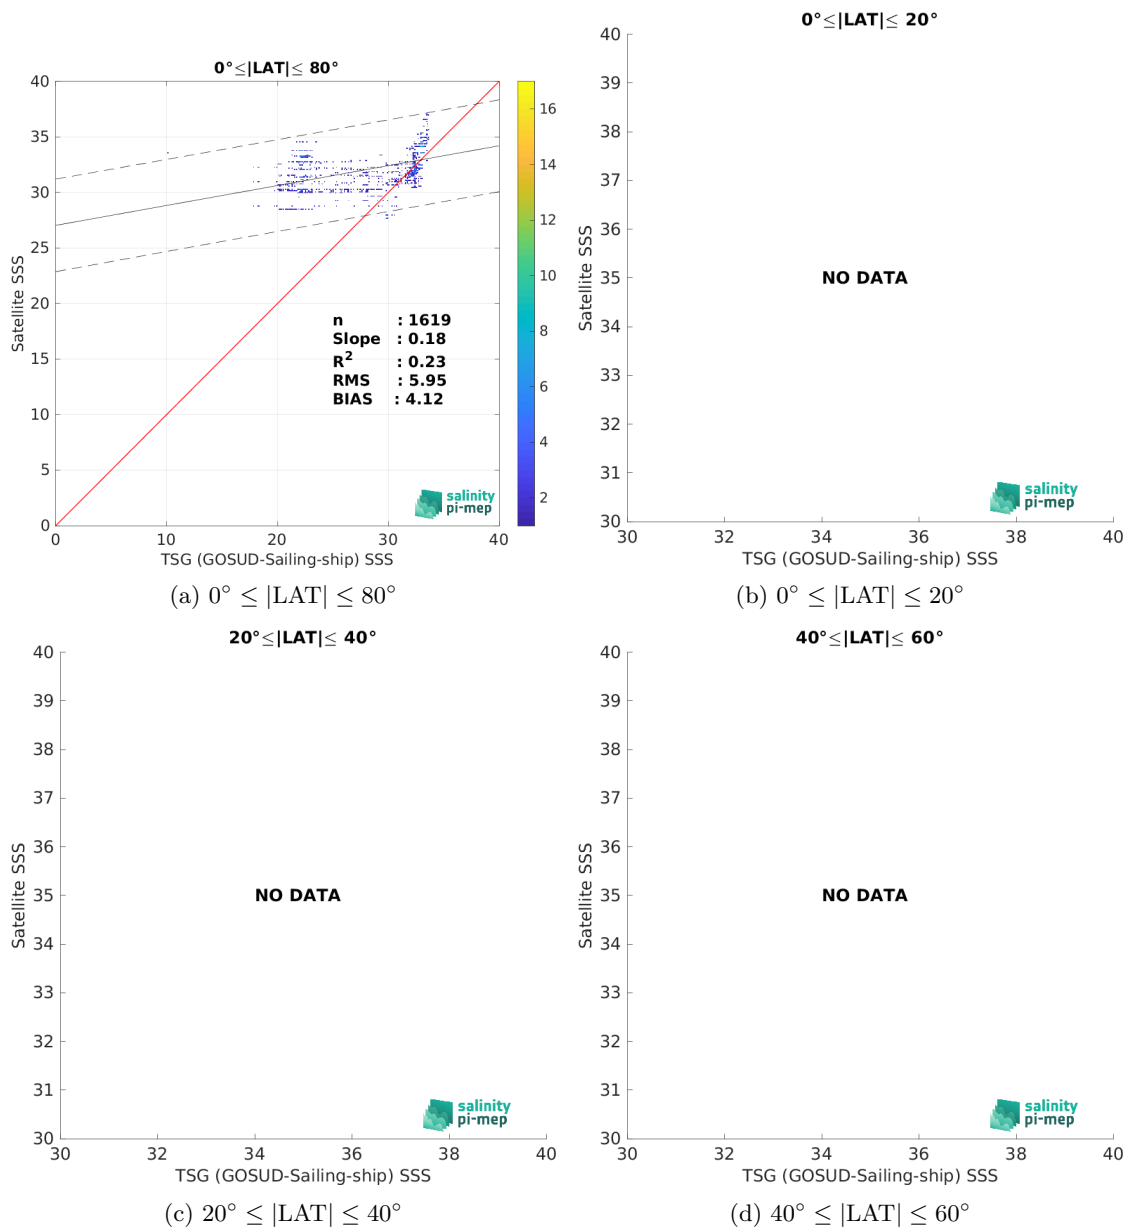 0°≤|LAT|≤ 80°
40
35
30
25
20
15
10
5
0
Satellite SSS
n : 1619
Slope : 0.18
R² : 0.23
RMS : 5.95
BIAS : 4.12
salinity
pi-mep
0 10 20 30 40
TSG (GOSUD-Sailing-ship) SSS
16
14
12
10
8
6
4
2
(a) 0° ≤ |LAT| ≤ 80°
0°≤|LAT|≤ 20°
40
39
38
37
36
35
34
33
32
31
30
Satellite SSS
NO DATA
salinity
pi-mep
30 32 34 36 38 40
TSG (GOSUD-Sailing-ship) SSS
(b) 0° ≤ |LAT| ≤ 20°
20°≤|LAT|≤ 40°
40
39
38
37
36
35
34
33
32
31
30
Satellite SSS
NO DATA
salinity
pi-mep
30 32 34 36 38 40
TSG (GOSUD-Sailing-ship) SSS
(c) 20° ≤ |LAT| ≤ 40°
40°≤|LAT|≤ 60°
40
39
38
37
36
35
34
33
32
31
30
Satellite SSS
NO DATA
salinity
pi-mep
30 32 34 36 38 40
TSG (GOSUD-Sailing-ship) SSS
(d) 40° ≤ |LAT| ≤ 60°